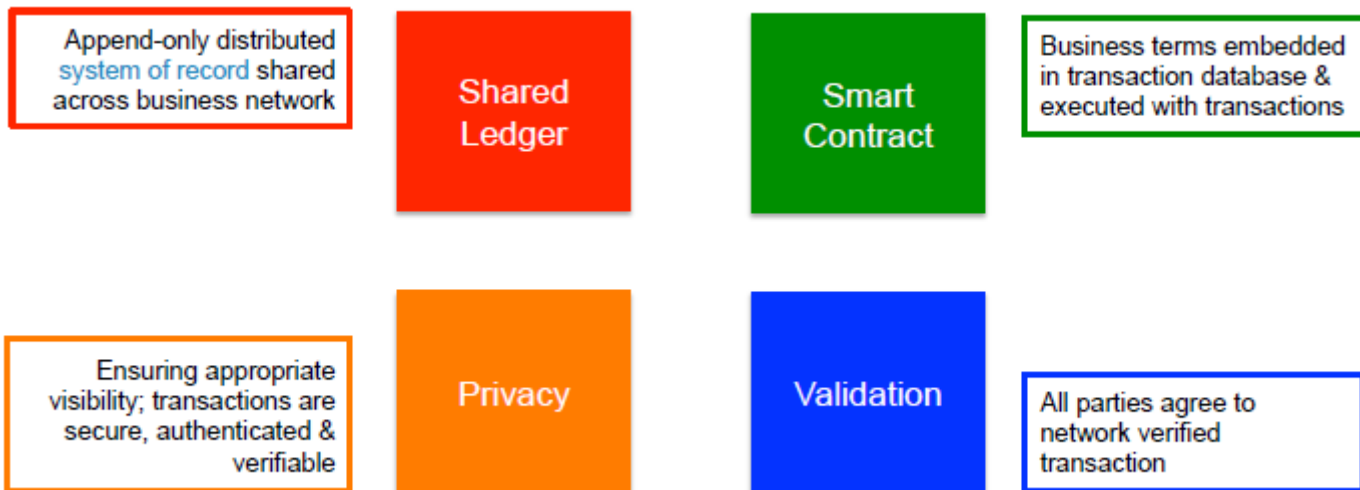 Append-only distributed
system of record shared
across business network
Shared
Ledger
Smart
Contract
Business terms embedded
in transaction database &
executed with transactions
Ensuring appropriate
visibility; transactions are
secure, authenticated &
verifiable
Privacy
Validation
All parties agree to
network verified
transaction